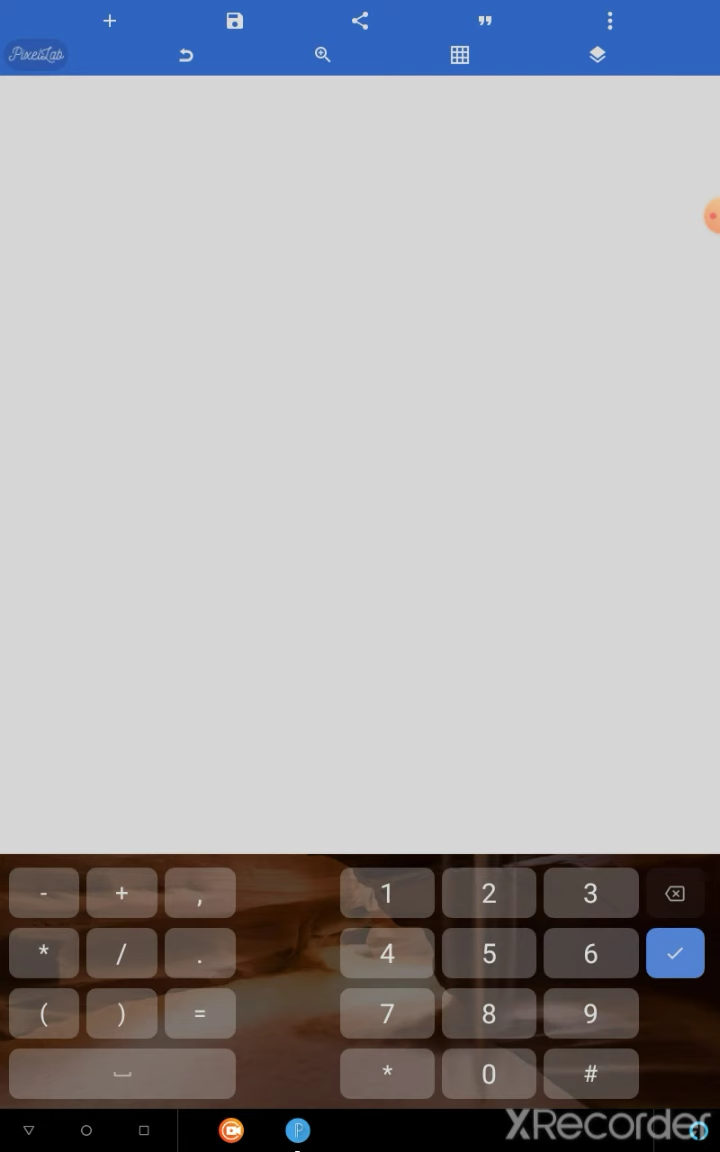 PixelLab
- + , 1 2 3
* / . 4 5 6
( ) = 7 8 9
* 0 #
XRecorder